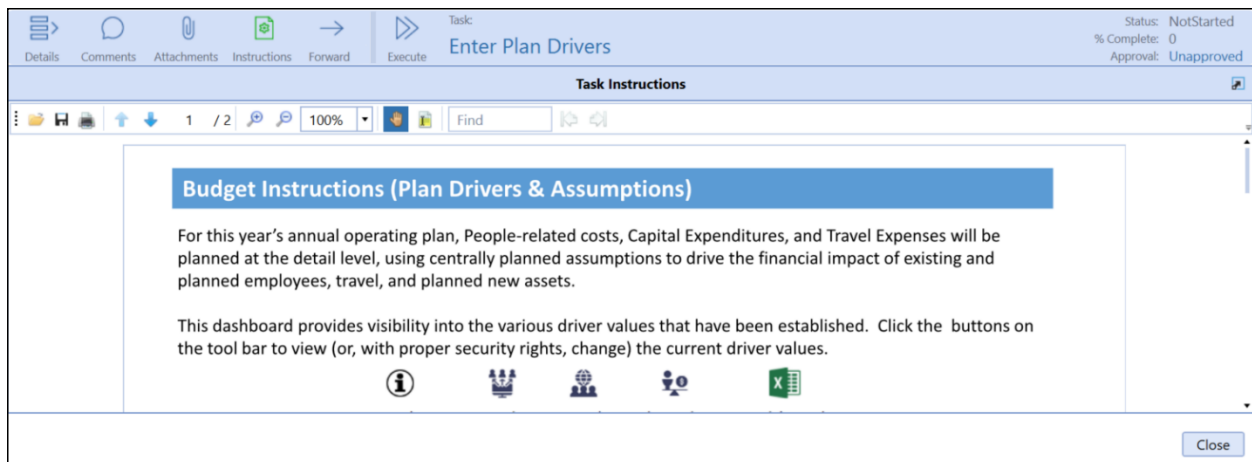 Task:
Enter Plan Drivers
Status: NotStarted
% Complete: 0
Approval: Unapproved
Details Comments Attachments Instructions Forward Execute
Task Instructions
1 / 2 100% Find
Budget Instructions (Plan Drivers & Assumptions)
For this year's annual operating plan, People-related costs, Capital Expenditures, and Travel Expenses will be
planned at the detail level, using centrally planned assumptions to drive the financial impact of existing and
planned employees, travel, and planned new assets.
This dashboard provides visibility into the various driver values that have been established. Click the buttons on
the tool bar to view (or, with proper security rights, change) the current driver values.
Close